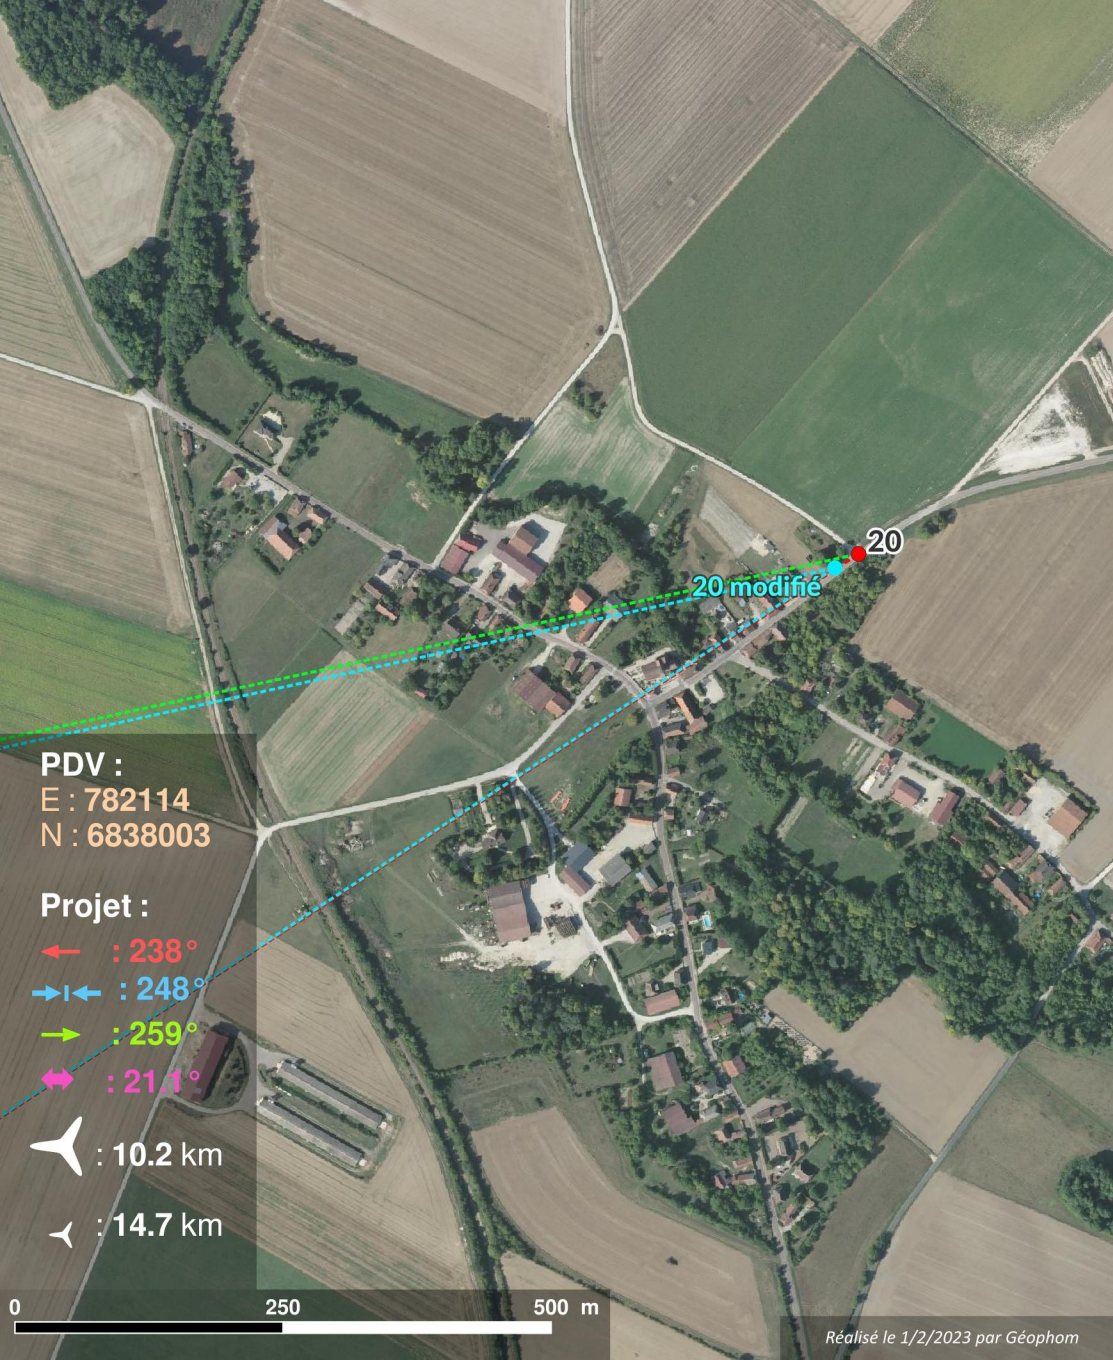 20
20 modifié
PDV :
E : 782114
N : 6838003
Projet :
: 238°
: 248°
: 259°
: 21.1°
: 10.2 km
: 14.7 km
0 250 500 m
Réalisé le 1/2/2023 par Géophom